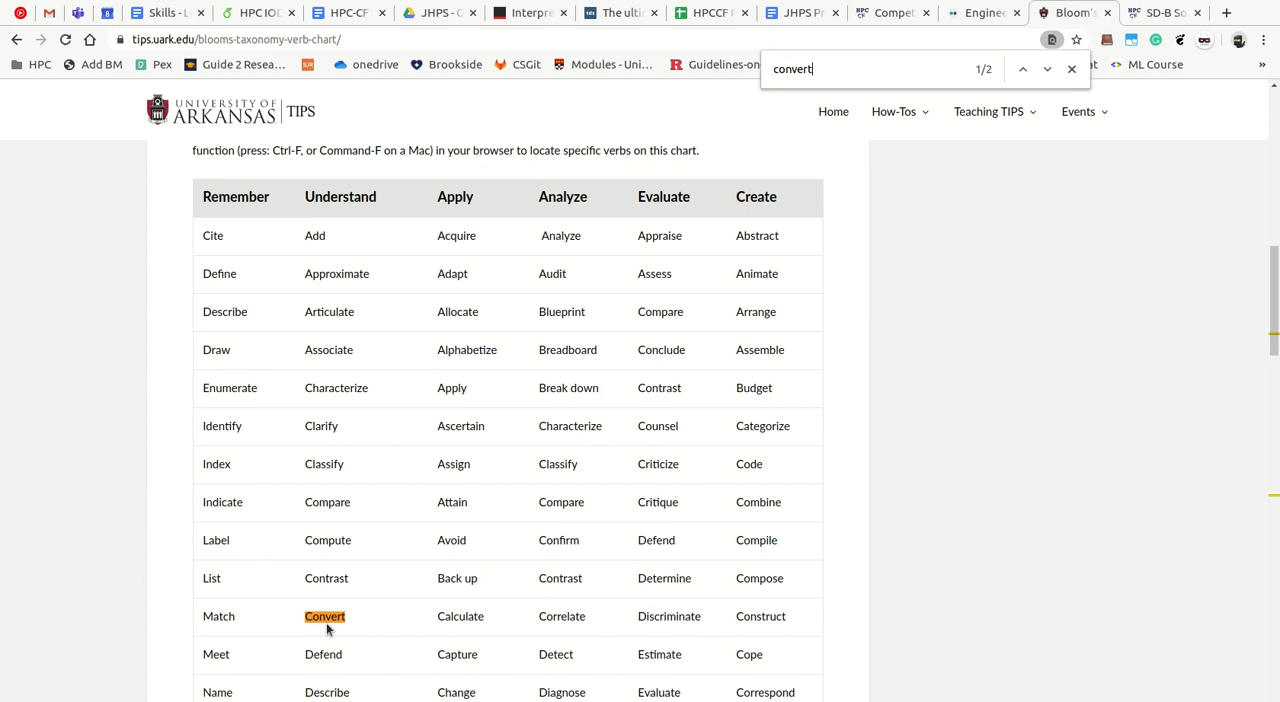 Skills - L
HPC IOD
HPC-CF
JHPS - C
Interpre
The ulti
HPCCF F
JHPS Pr
Compet
Enginee
Bloom's
SD-B So
tips.uark.edu/blooms-taxonomy-verb-chart/
HPC
Add BM
Pex
Guide 2 Resea...
onedrive
Brookside
CSGit
Modules - Uni...
Guidelines-on
ML Course
»
convert
1/2
UNIVERSITY OF
ARKANSAS
TIPS
Home
How-Tos
Teaching TIPS
Events
function (press: Ctrl-F, or Command-F on a Mac) in your browser to locate specific verbs on this chart.
Remember Understand Apply Analyze Evaluate Create
Cite Add Acquire Analyze Appraise Abstract
Define Approximate Adapt Audit Assess Animate
Describe Articulate Allocate Blueprint Compare Arrange
Draw Associate Alphabetize Breadboard Conclude Assemble
Enumerate Characterize Apply Break down Contrast Budget
Identify Clarify Ascertain Characterize Counsel Categorize
Index Classify Assign Classify Criticize Code
Indicate Compare Attain Compare Critique Combine
Label Compute Avoid Confirm Defend Compile
List Contrast Back up Contrast Determine Compose
Match Convert Calculate Correlate Discriminate Construct
Meet Defend Capture Detect Estimate Cope
Name Describe Change Diagnose Evaluate Correspond